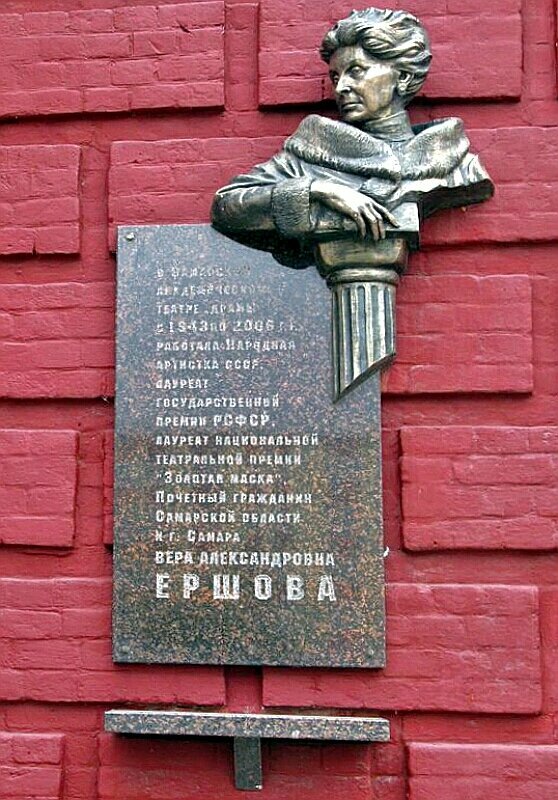 В Самарском
академическом
театре драмы
с 1943 по 2006 г.г.
работала Народная
артистка СССР,
лауреат
государственный
премии РСФСР,
лауреат национальной
театральной премии
"Золотая маска",
Почетный гражданин
Самарской области
и г. Самара
ВЕРА АЛЕКСАНДРОВНА
ЕРШОВА